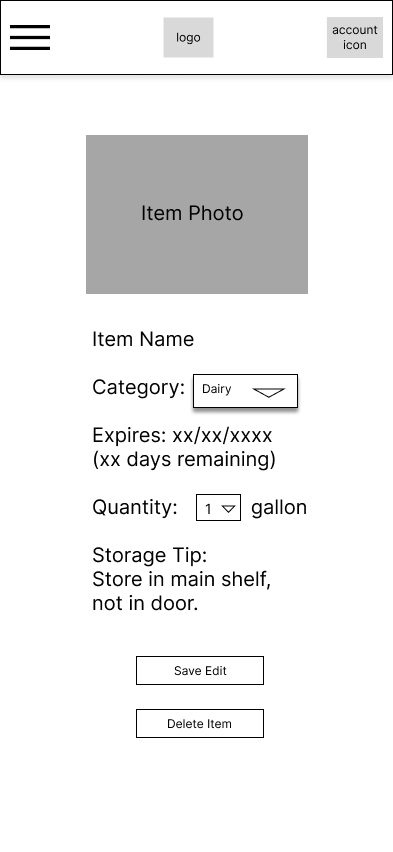 logo
account
icon
Item Photo
Item Name
Category: Dairy
Expires: xx/xx/xxxx
(xx days remaining)
Quantity: 1 gallon
Storage Tip:
Store in main shelf,
not in door.
Save Edit
Delete Item